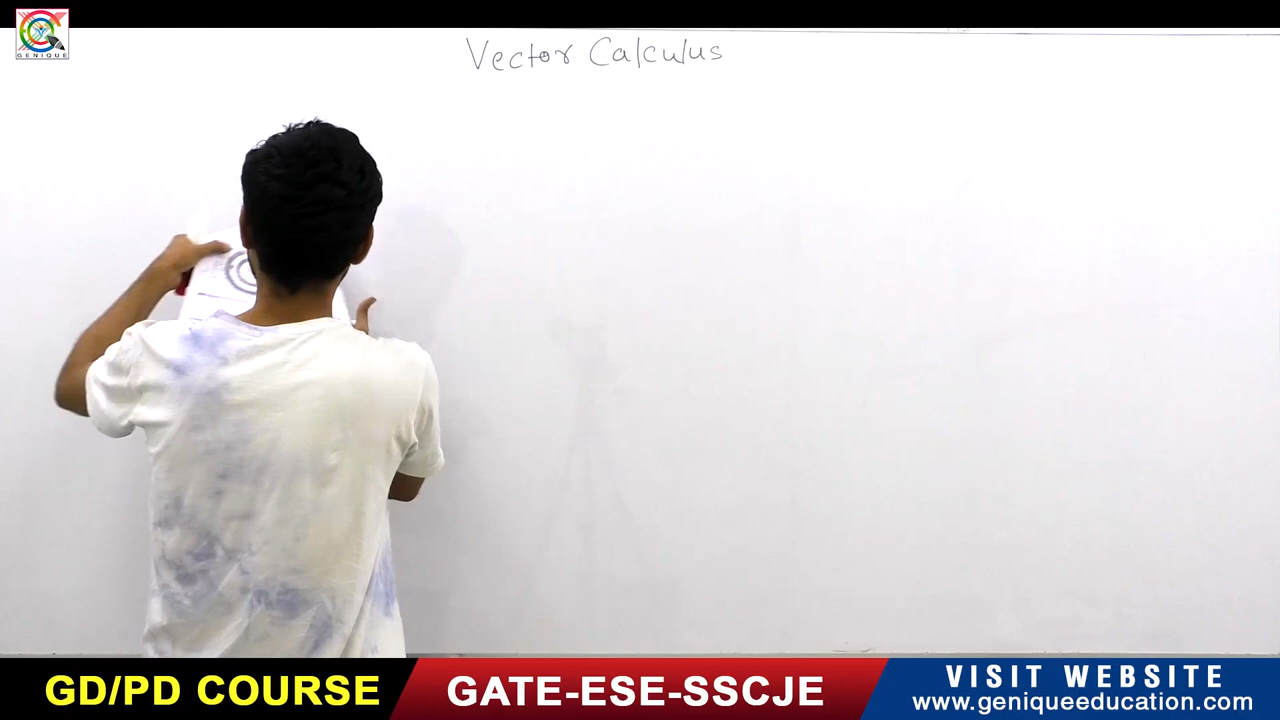 GENIQUE
Vector Calculus
GD/PD COURSE
GATE-ESE-SSCJE
VISIT WEBSITE
www.geniqueeducation.com